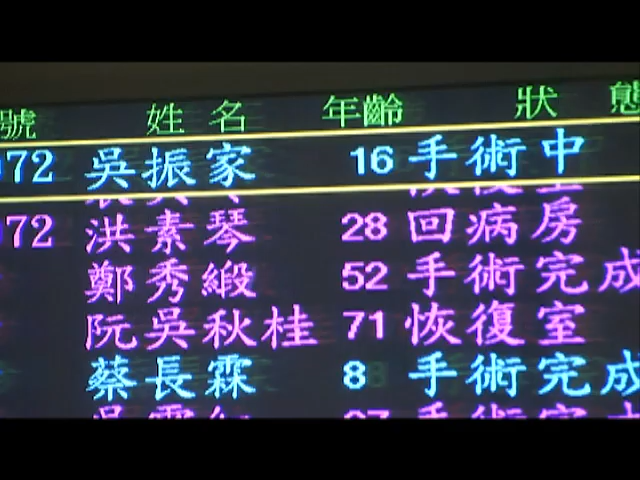 號 姓名 年齡 狀態
072 吳振家 16 手術中
072 洪素琴 28 回病房
鄭秀緞 52 手術完成
阮吳秋桂 71 恢復室
蔡長霖 8 手術完成